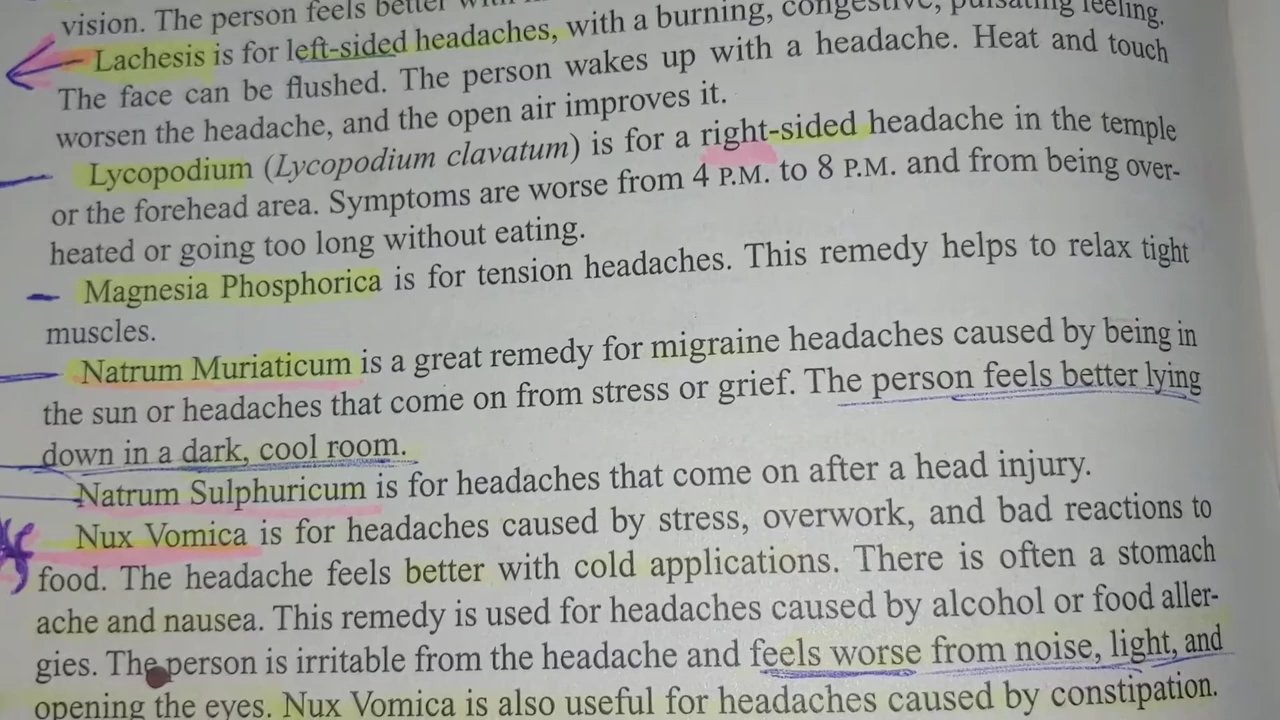 vision. The person feels better with
Lachesis is for left-sided headaches, with a burning, congestive, pulsating feeling.
The face can be flushed. The person wakes up with a headache. Heat and touch
worsen the headache, and the open air improves it.
Lycopodium (Lycopodium clavatum) is for a right-sided headache in the temple
or the forehead area. Symptoms are worse from 4 P.M. to 8 P.M. and from being over-
heated or going too long without eating.
Magnesia Phosphorica is for tension headaches. This remedy helps to relax tight
muscles.
Natrum Muriaticum is a great remedy for migraine headaches caused by being in
the sun or headaches that come on from stress or grief. The person feels better lying
down in a dark, cool room.
Natrum Sulphuricum is for headaches that come on after a head injury.
Nux Vomica is for headaches caused by stress, overwork, and bad reactions to
food. The headache feels better with cold applications. There is often a stomach
ache and nausea. This remedy is used for headaches caused by alcohol or food aller-
gies. The person is irritable from the headache and feels worse from noise, light, and
opening the eyes. Nux Vomica is also useful for headaches caused by constipation.